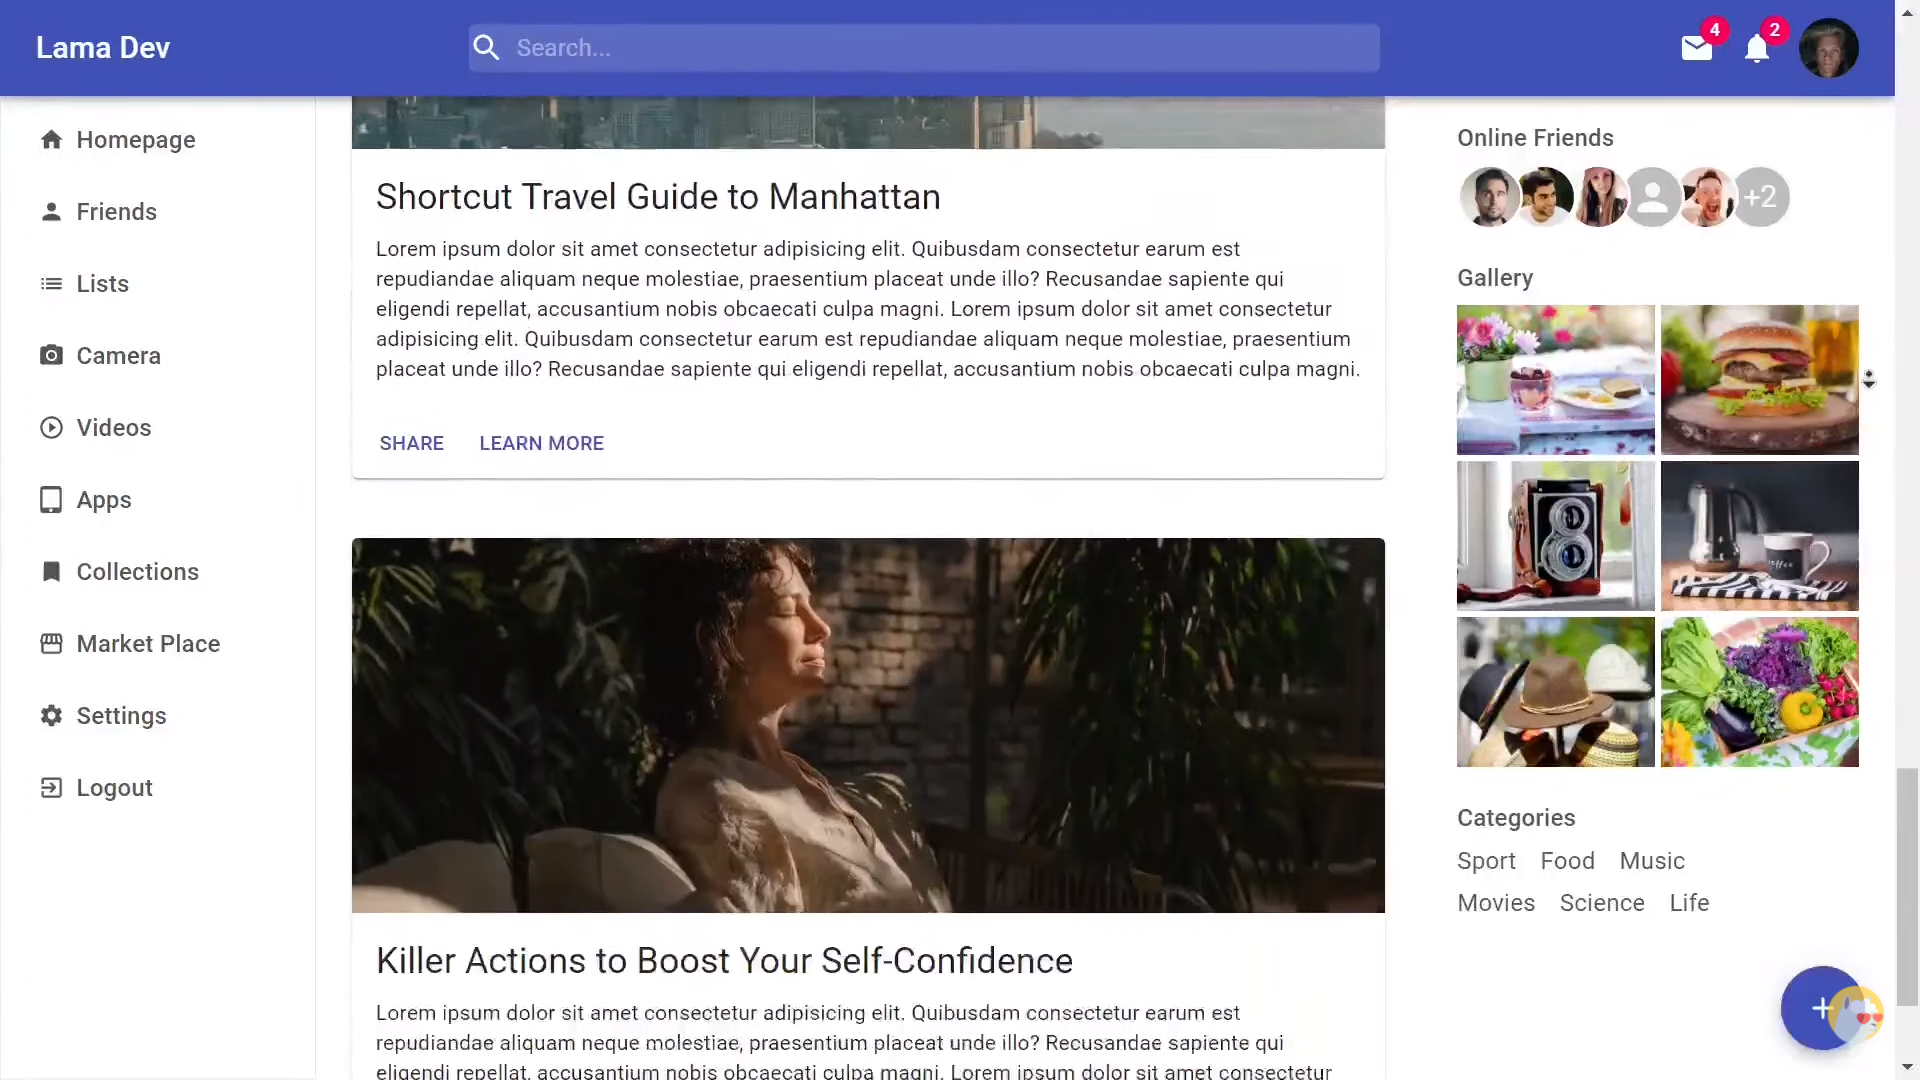 Lama Dev
Search...
4
2
Homepage
Friends
Lists
Camera
Videos
Apps
Collections
Market Place
Settings
Logout
Shortcut Travel Guide to Manhattan
Lorem ipsum dolor sit amet consectetur adipisicing elit. Quibusdam consectetur earum est
repudiandae aliquam neque molestiae, praesentium placeat unde illo? Recusandae sapiente qui
eligendi repellat, accusantium nobis obcaecati culpa magni. Lorem ipsum dolor sit amet consectetur
adipisicing elit. Quibusdam consectetur earum est repudiandae aliquam neque molestiae, praesentium
placeat unde illo? Recusandae sapiente qui eligendi repellat, accusantium nobis obcaecati culpa magni.
SHARE LEARN MORE
Killer Actions to Boost Your Self-Confidence
Lorem ipsum dolor sit amet consectetur adipisicing elit. Quibusdam consectetur earum est
repudiandae aliquam neque molestiae, praesentium placeat unde illo? Recusandae sapiente qui
eligendi repellat, accusantium nobis obcaecati culpa magni. Lorem ipsum dolor sit amet consectetur
Online Friends
+2
Gallery
coffee
Categories
Sport Food Music
Movies Science Life
+